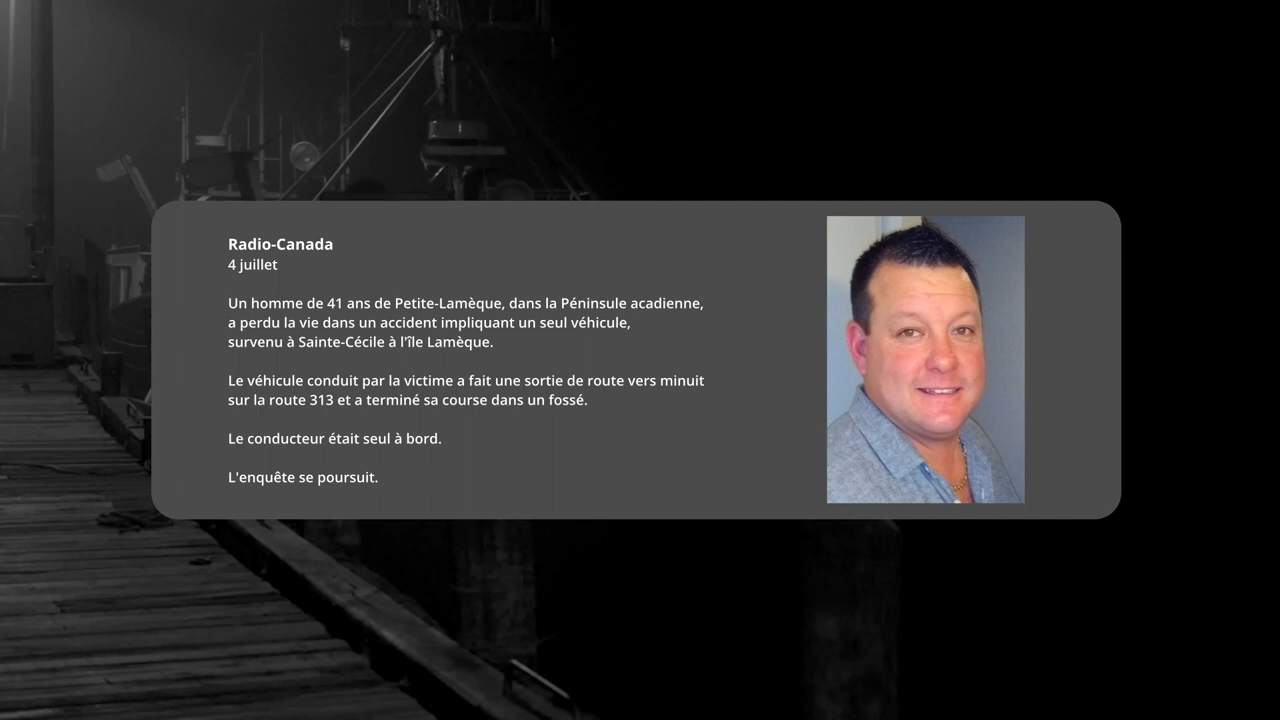 Radio-Canada
4 juillet
Un homme de 41 ans de Petite-Lamèque, dans la Péninsule acadienne,
a perdu la vie dans un accident impliquant un seul véhicule,
survenu à Sainte-Cécile à l'île Lamèque.
Le véhicule conduit par la victime a fait une sortie de route vers minuit
sur la route 313 et a terminé sa course dans un fossé.
Le conducteur était seul à bord.
L'enquête se poursuit.